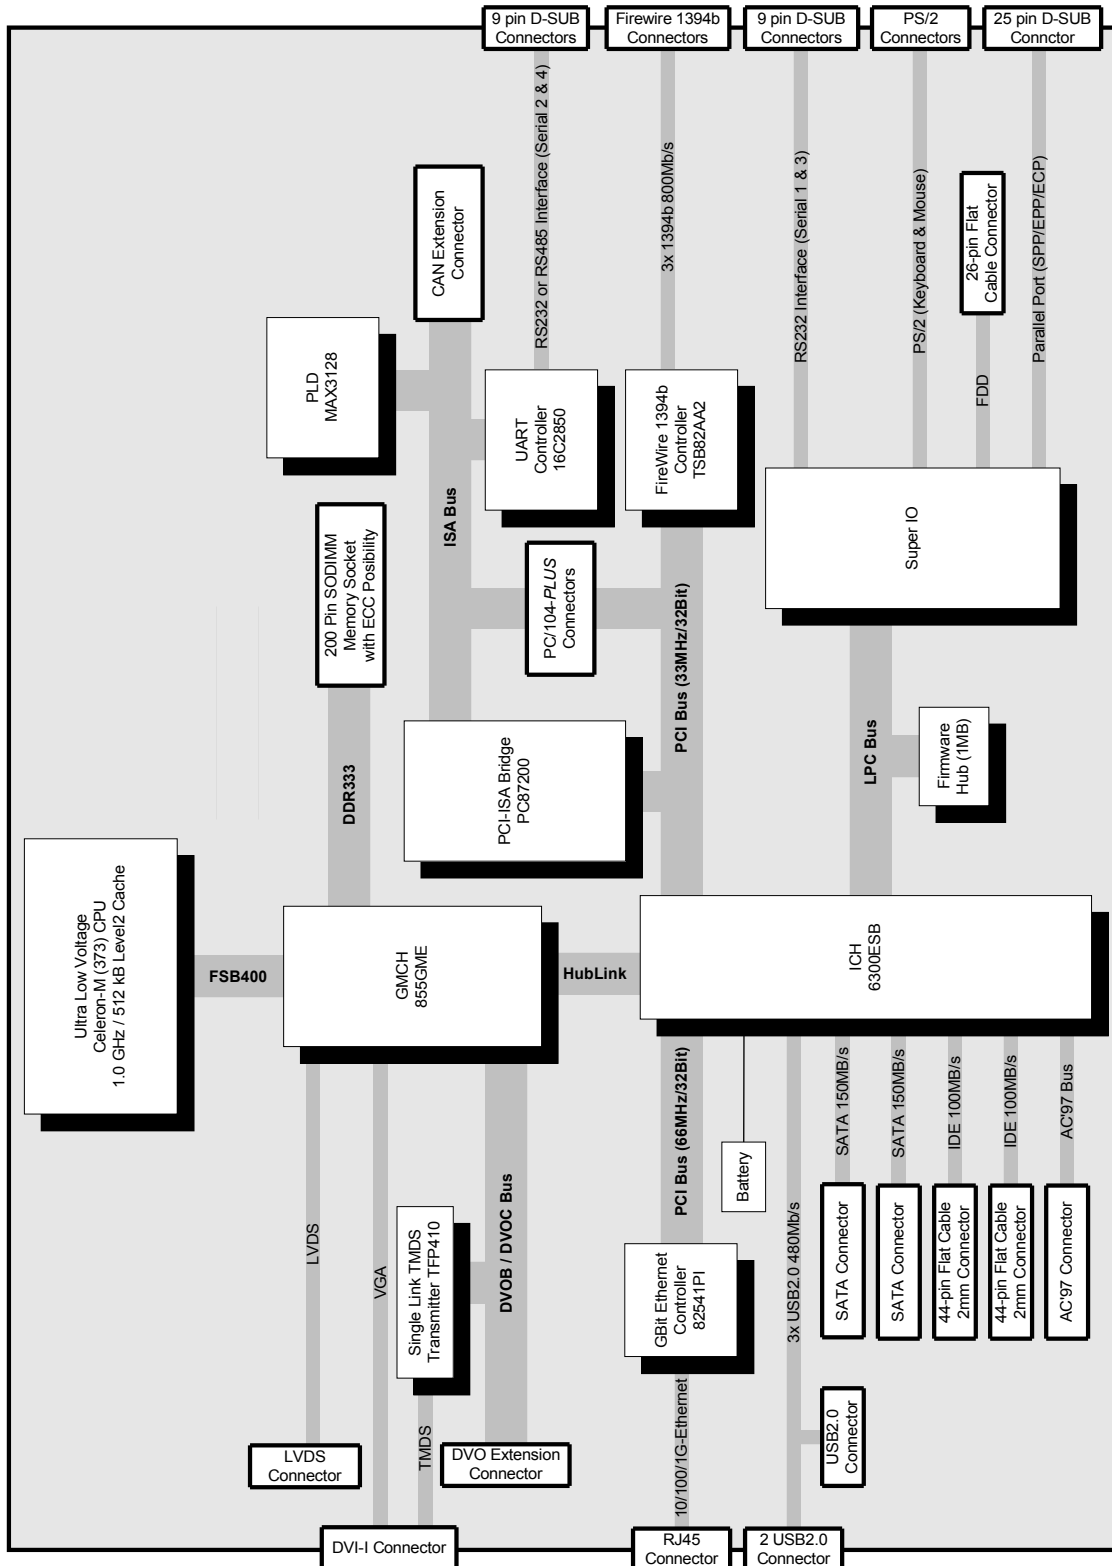 9 pin D-SUB
Connectors
Firewire 1394b
Connectors
9 pin D-SUB
Connectors
PS/2
Connectors
25 pin D-SUB
Connctor
RS232 or RS485 Interface (Serial 2 & 4)
3x 1394b 800Mb/s
RS232 Interface (Serial 1 & 3)
PS/2 (Keyboard & Mouse)
Parallel Port (SPP/EPP/ECP)
26-pin Flat
Cable Connector
FDD
CAN Extension
Connector
PLD
MAX3128
UART
Controller
16C2850
FireWire 1394b
Controller
TSB82AA2
Super IO
200 Pin SODIMM
Memory Socket
with ECC Posibility
ISA Bus
PC/104-PLUS
Connectors
PCI Bus (33MHz/32Bit)
LPC Bus
Firmware
Hub (1MB)
DDR333
PCI-ISA Bridge
PC87200
Ultra Low Voltage
Celeron-M (373) CPU
1.0 GHz / 512 kB Level2 Cache
FSB400
GMCH
855GME
HubLink
ICH
6300ESB
LVDS
VGA
Single Link TMDS
Transmitter TFP410
DVOB / DVOC Bus
PCI Bus (66MHz/32Bit)
Battery
3x USB2.0 480Mb/s
SATA 150MB/s
SATA 150MB/s
IDE 100MB/s
IDE 100MB/s
AC'97 Bus
GBit Ethernet
Controller
82541PI
SATA Connector
SATA Connector
44-pin Flat Cable
2mm Connector
44-pin Flat Cable
2mm Connector
AC'97 Connector
TMDS
10/100/1G-Ethernet
USB2.0
Connector
LVDS
Connector
DVO Extension
Connector
DVI-I Connector
RJ45
Connector
2 USB2.0
Connector